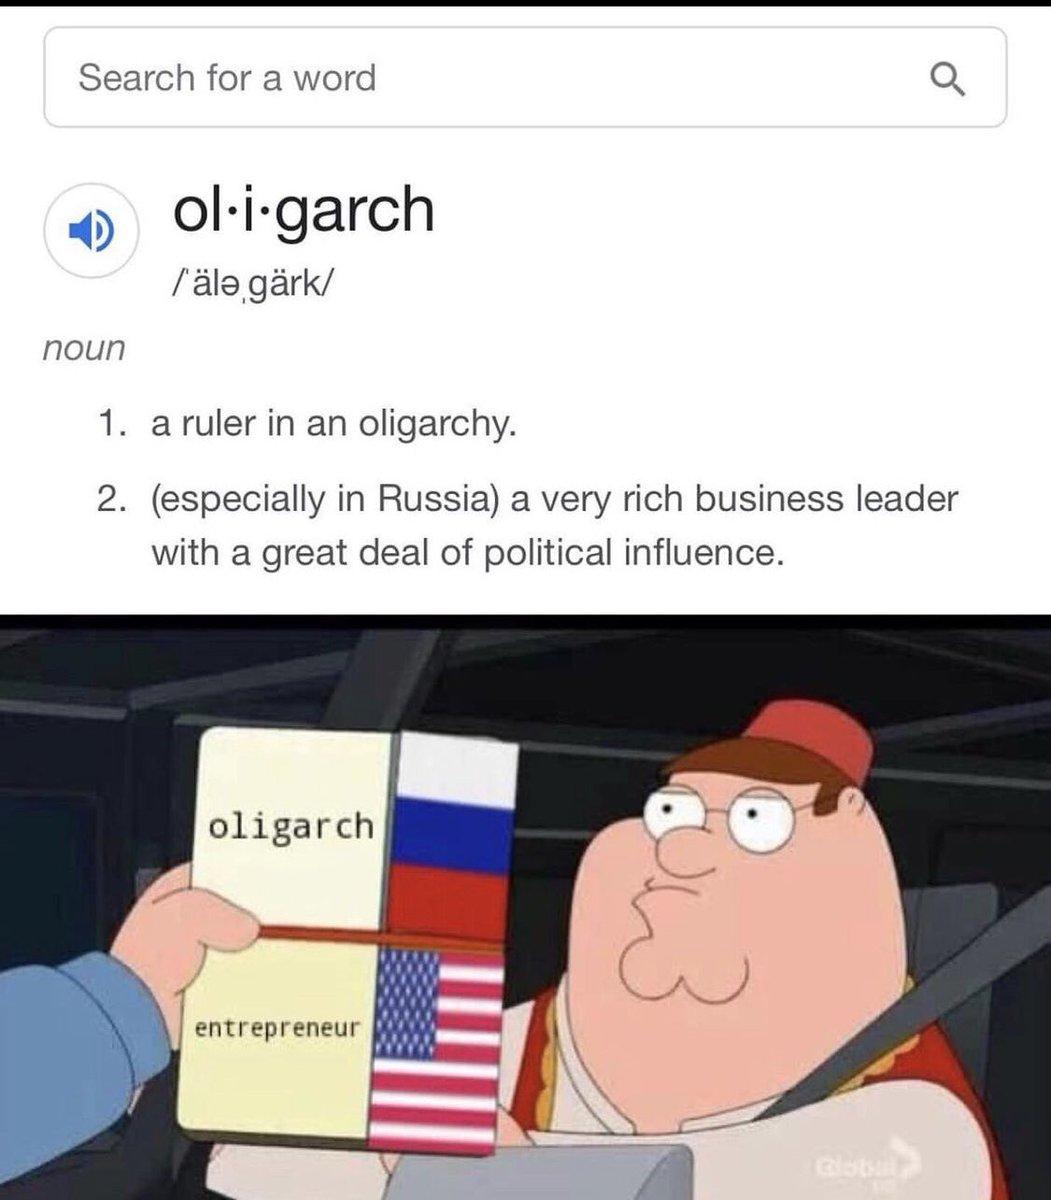 Search for a word
ol·i·garch
/ˈäləˌgärk/
noun
1. a ruler in an oligarchy.
2. (especially in Russia) a very rich business leader
with a great deal of political influence.
oligarch
entrepreneur
Global